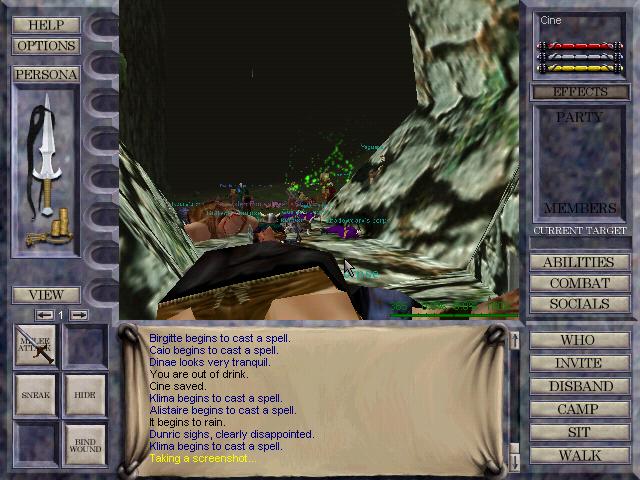 HELP
OPTIONS
PERSONA
VIEW
1
MELEE
ATTACK
SNEAK
HIDE
BIND
WOUND
Birgitte begins to cast a spell.
Caio begins to cast a spell.
Dinae looks very tranquil.
You are out of drink.
Cine saved.
Klima begins to cast a spell.
Alistaire begins to cast a spell.
It begins to rain.
Dunric sighs, clearly disappointed.
Klima begins to cast a spell.
Taking a screenshot...
Cine
EFFECTS
PARTY
MEMBERS
CURRENT TARGET
ABILITIES
COMBAT
SOCIALS
WHO
INVITE
DISBAND
CAMP
SIT
WALK